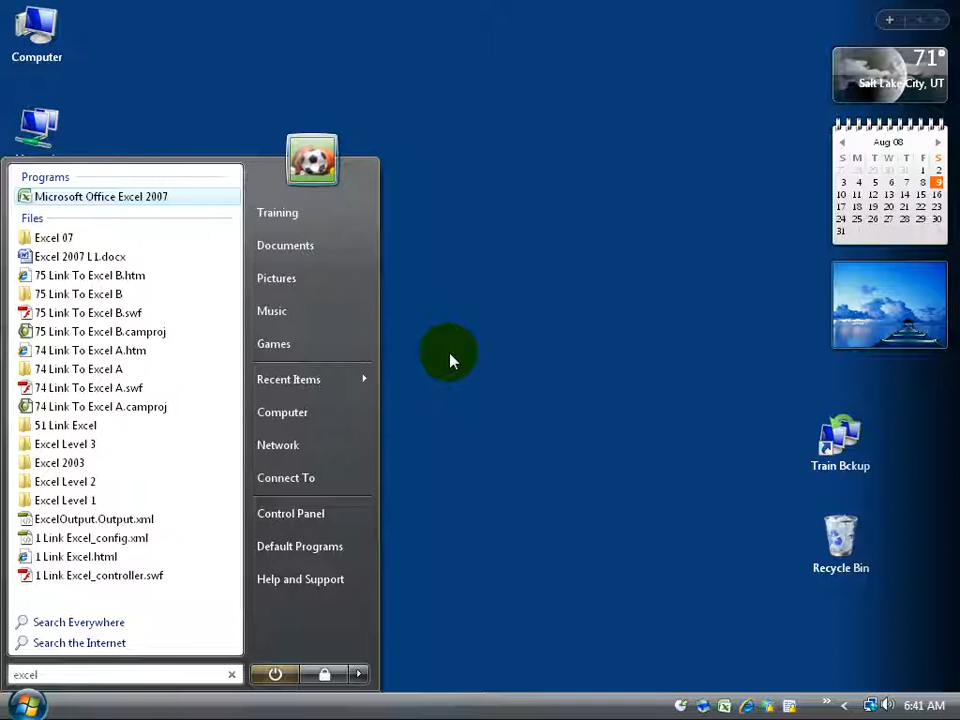 Computer
Programs
Microsoft Office Excel 2007
Files
Excel 07
Excel 2007 L1.docx
75 Link To Excel B.htm
75 Link To Excel B
75 Link To Excel B.swf
75 Link To Excel B.camproj
74 Link To Excel A.htm
74 Link To Excel A
74 Link To Excel A.swf
74 Link To Excel A.camproj
51 Link Excel
Excel Level 3
Excel 2003
Excel Level 2
Excel Level 1
ExcelOutput.Output.xml
1 Link Excel_config.xml
1 Link Excel.html
1 Link Excel_controller.swf
Search Everywhere
Search the Internet
excel
Training
Documents
Pictures
Music
Games
Recent Items
Computer
Network
Connect To
Control Panel
Default Programs
Help and Support
71°
Salt Lake City, UT
Aug 08
S M T W T F S
27 28 29 30 31 1 2
3 4 5 6 7 8 9
10 11 12 13 14 15 16
17 18 19 20 21 22 23
24 25 26 27 28 29 30
31
Train Bckup
Recycle Bin
6:41 AM